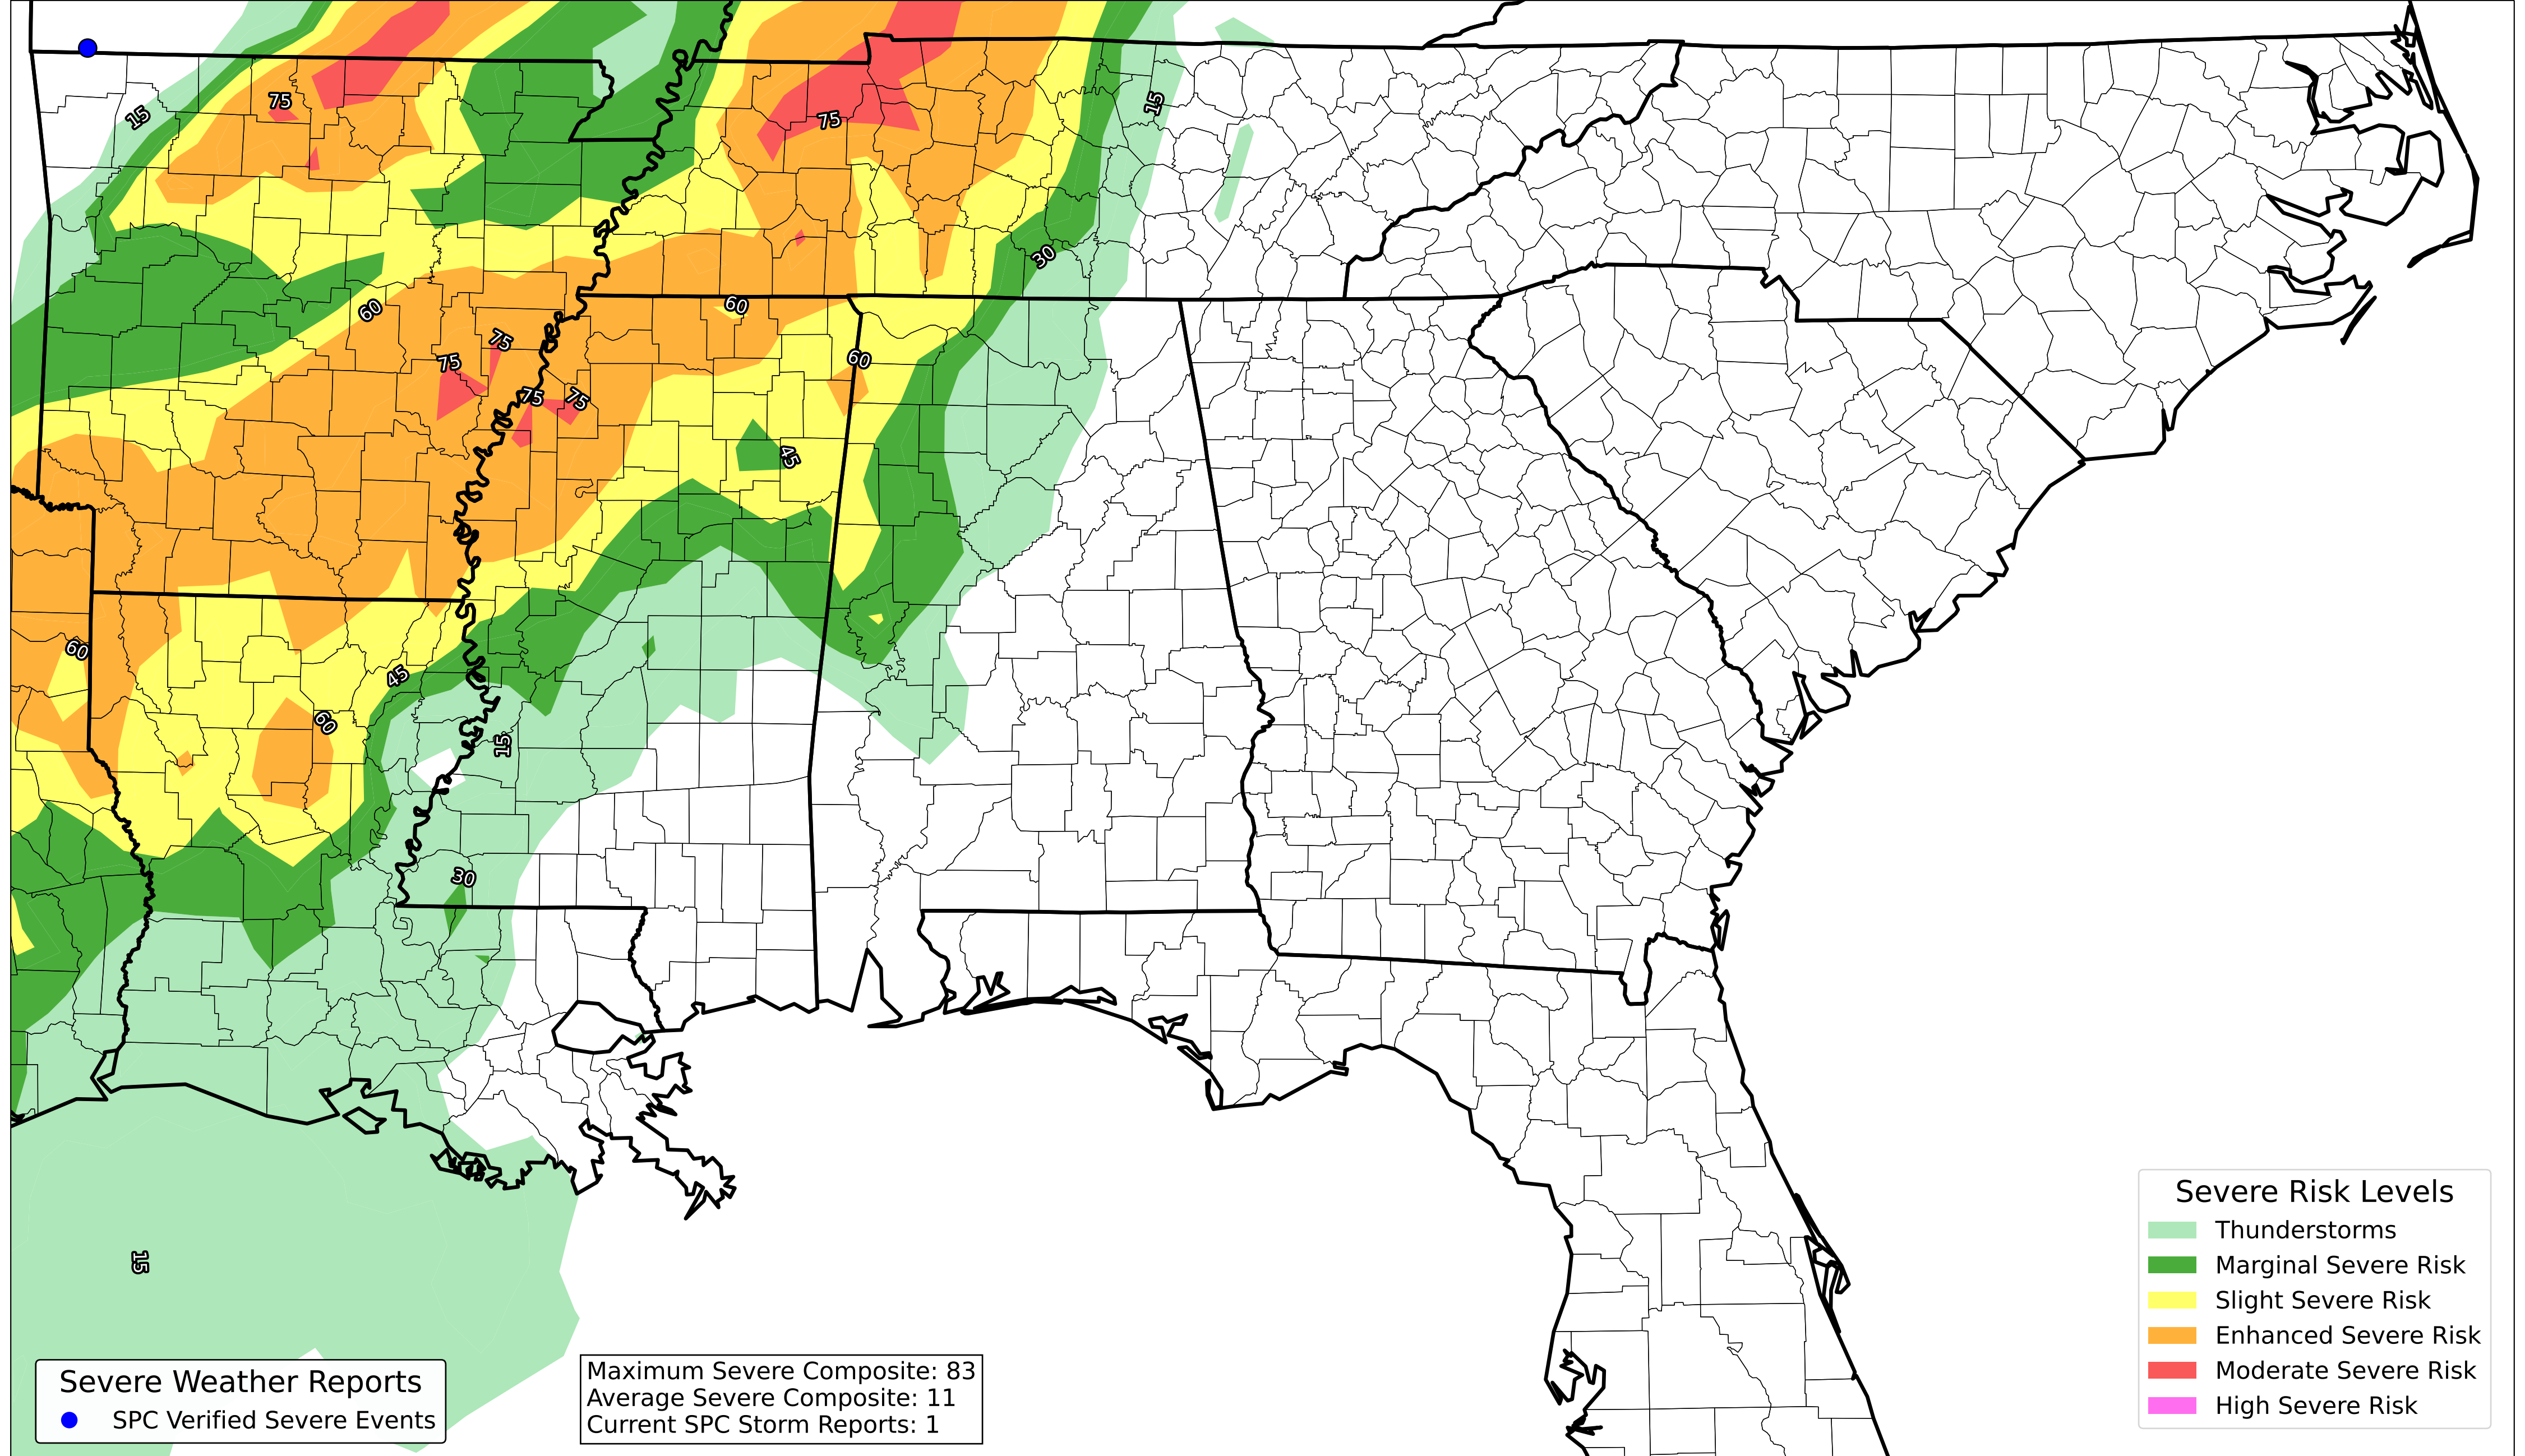 15
75
75
15
30
60
60
75
75
60
75
75
45
60
45
60
15
30
15
Severe Risk Levels
Thunderstorms
Marginal Severe Risk
Slight Severe Risk
Enhanced Severe Risk
Moderate Severe Risk
High Severe Risk
Severe Weather Reports
SPC Verified Severe Events
Maximum Severe Composite: 83
Average Severe Composite: 11
Current SPC Storm Reports: 1